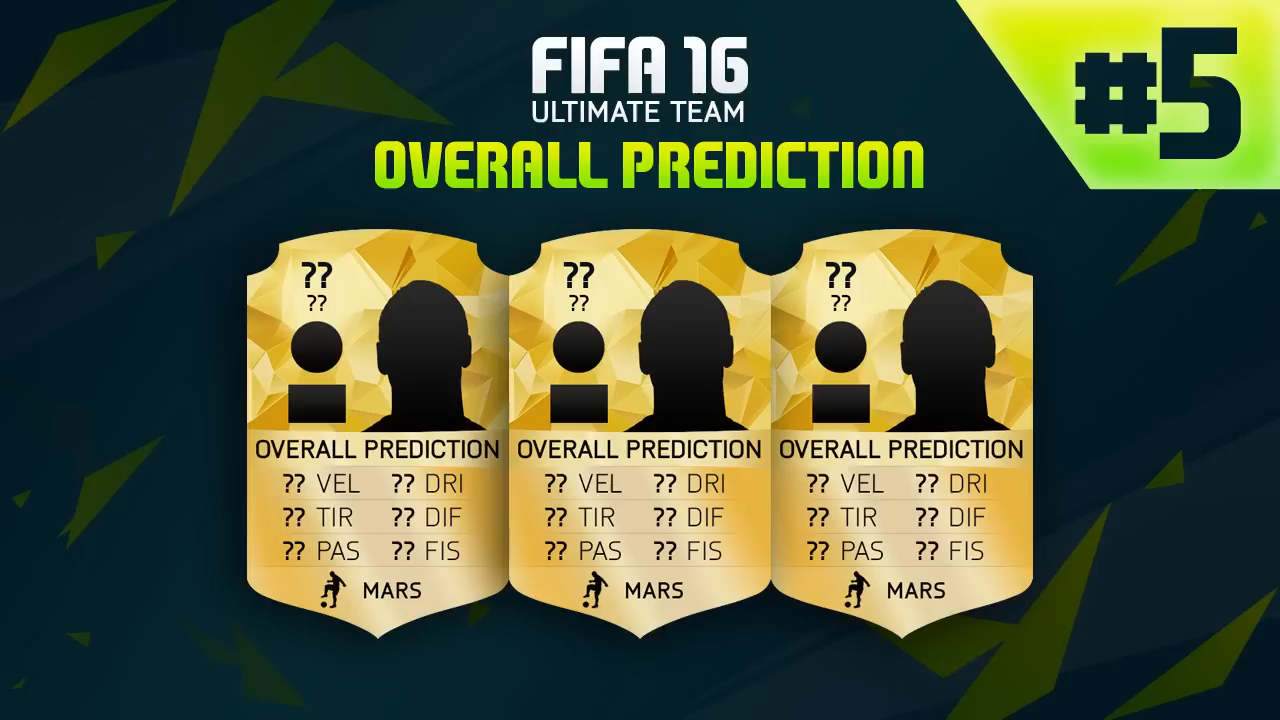 FIFA 16
ULTIMATE TEAM
OVERALL PREDICTION
#5
??
??
OVERALL PREDICTION
?? VEL ?? DRI
?? TIR ?? DIF
?? PAS ?? FIS
MARS
??
??
OVERALL PREDICTION
?? VEL ?? DRI
?? TIR ?? DIF
?? PAS ?? FIS
MARS
??
??
OVERALL PREDICTION
?? VEL ?? DRI
?? TIR ?? DIF
?? PAS ?? FIS
MARS